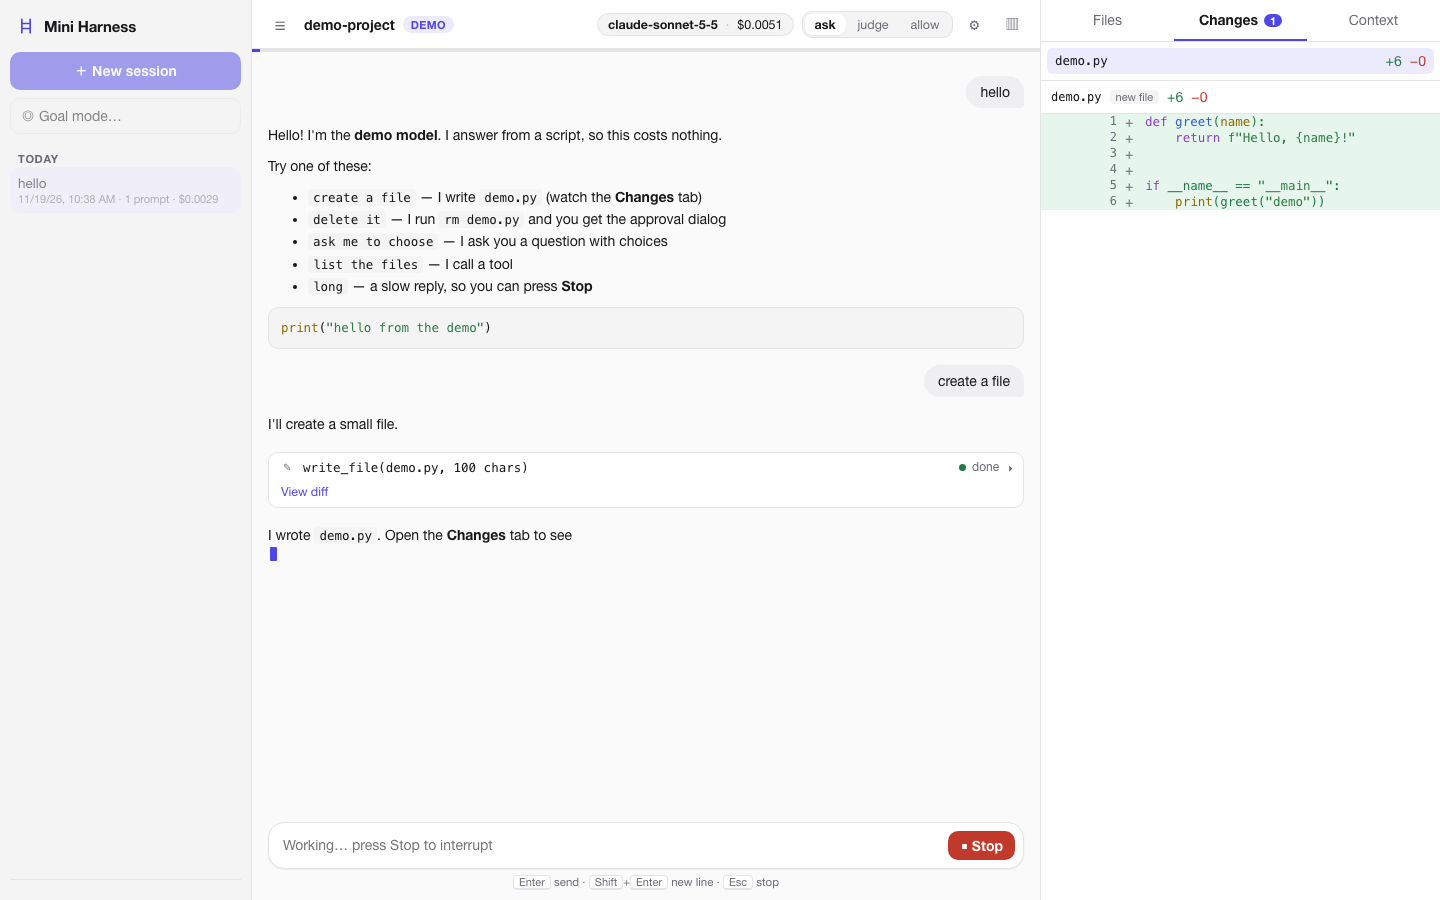 Mini Harness
+ New session
◎ Goal mode…
TODAY
hello
11/19/26, 10:38 AM · 1 prompt · $0.0029
☰ demo-project DEMO claude-sonnet-5-5 · $0.0051 ask judge allow
hello
Hello! I'm the demo model. I answer from a script, so this costs nothing.
Try one of these:
• create a file — I write demo.py (watch the Changes tab)
• delete it — I run rm demo.py and you get the approval dialog
• ask me to choose — I ask you a question with choices
• list the files — I call a tool
• long — a slow reply, so you can press Stop
print("hello from the demo")
create a file
I'll create a small file.
✎ write_file(demo.py, 100 chars) done
View diff
I wrote demo.py. Open the Changes tab to see
Working… press Stop to interrupt
Stop
Enter send · Shift+Enter new line · Esc stop
Files Changes 1 Context
demo.py +6 −0
demo.py new file +6 −0
1 + def greet(name):
2 +     return f"Hello, {name}!"
3 +
4 +
5 + if __name__ == "__main__":
6 +     print(greet("demo"))